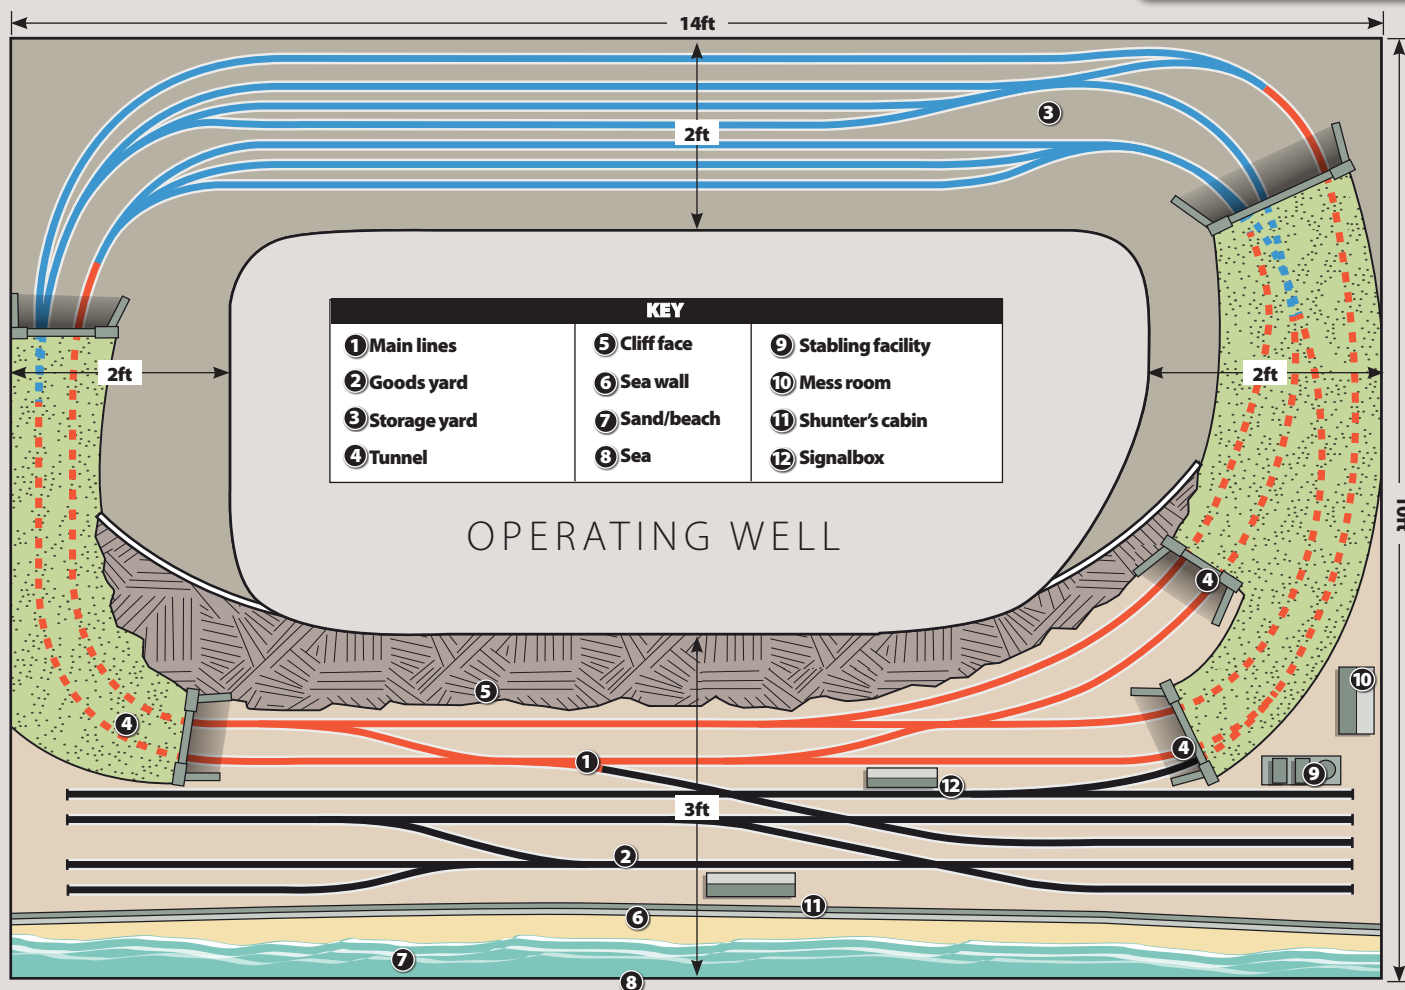 14ft
3
2ft
KEY
1 Main lines
2 Goods yard
3 Storage yard
4 Tunnel
5 Cliff face
6 Sea wall
7 Sand/beach
8 Sea
9 Stabling facility
10 Mess room
11 Shunter's cabin
12 Signalbox
2ft
2ft
10ft
OPERATING WELL
4
5
10
4
4
1
12
9
3ft
2
11
6
7
8